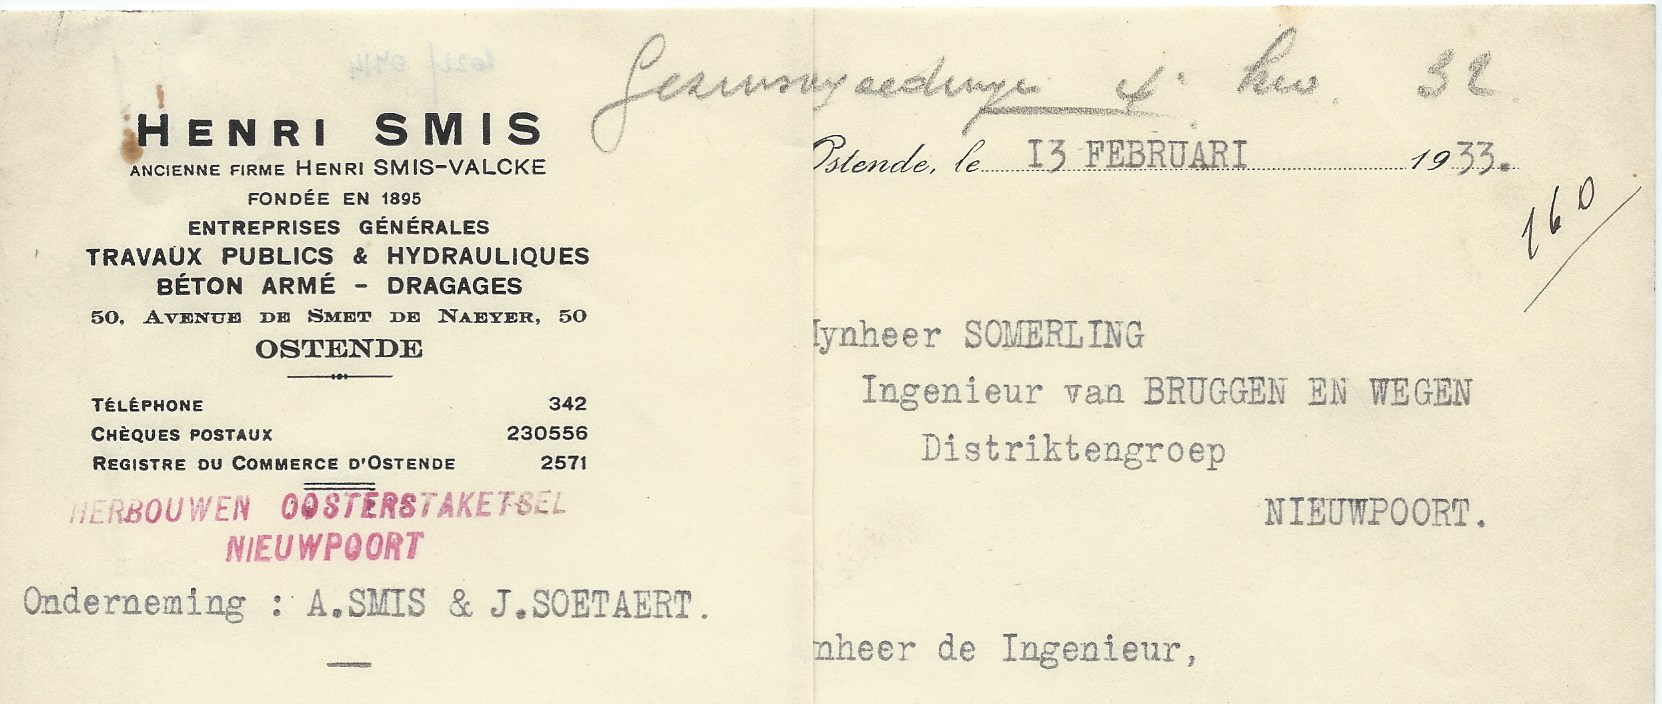 HENRI SMIS
ANCIENNE FIRME HENRI SMIS-VALCKE
FONDÉE EN 1895
ENTREPRISES GÉNÉRALES
TRAVAUX PUBLICS & HYDRAULIQUES
BÉTON ARMÉ - DRAGAGES
50, AVENUE DE SMET DE NAEYER, 50
OSTENDE
TÉLÉPHONE 342
CHÈQUES POSTAUX 230556
REGISTRE DU COMMERCE D'OSTENDE 2571
HERBOUWEN OOSTERSTAKETSEL
NIEUWPOORT
Onderneming : A.SMIS & J.SOETAERT.
32
Ostende, le I3 FEBRUARI 1933.
160
ynheer SOMERLING
Ingenieur van BRUGGEN EN WEGEN
Distriktengroep
NIEUWPOORT.
nheer de Ingenieur,